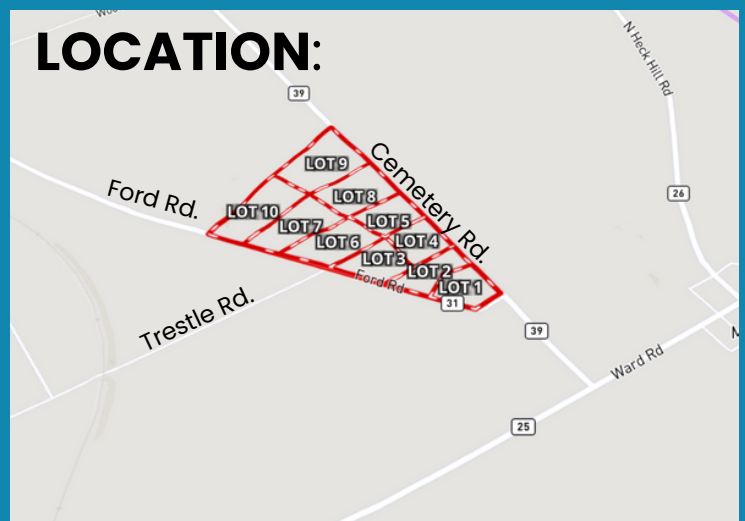 LOCATION:
N Heck Hill Rd
39
Cemetery Rd.
LOT 9
26
Ford Rd.
LOT 8
LOT 10
LOT 5
LOT 7
LOT 6
LOT 4
LOT 3
LOT 2
Ford Rd
LOT 1
31
Trestle Rd.
39
Ward Rd
25